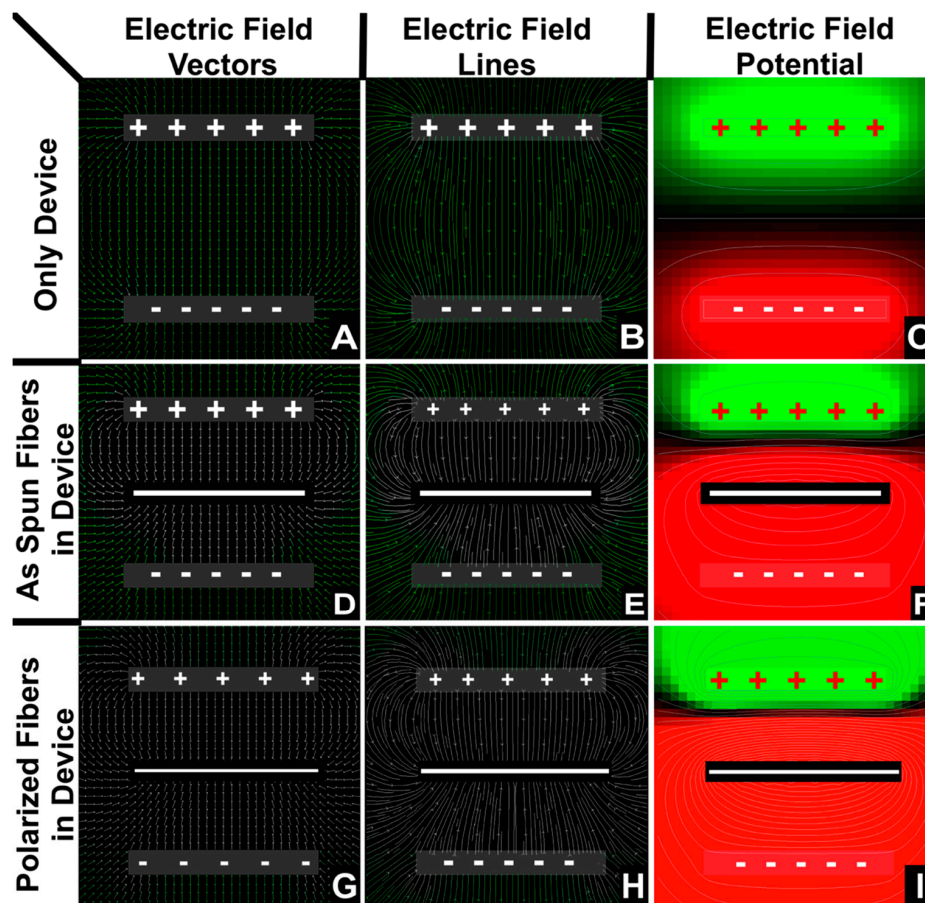 Electric Field Vectors
Electric Field Lines
Electric Field Potential
Only Device
+ + + + +
- - - - -
A
+ + + + +
- - - - -
B
+ + + + +
- - - - -
C
As Spun Fibers in Device
+ + + + +
- - - - -
D
+ + + + +
- - - - -
E
+ + + + +
- - - - -
F
Polarized Fibers in Device
+ + + + +
- - - - -
G
+ + + + +
- - - - -
H
+ + + + +
- - - - -
I